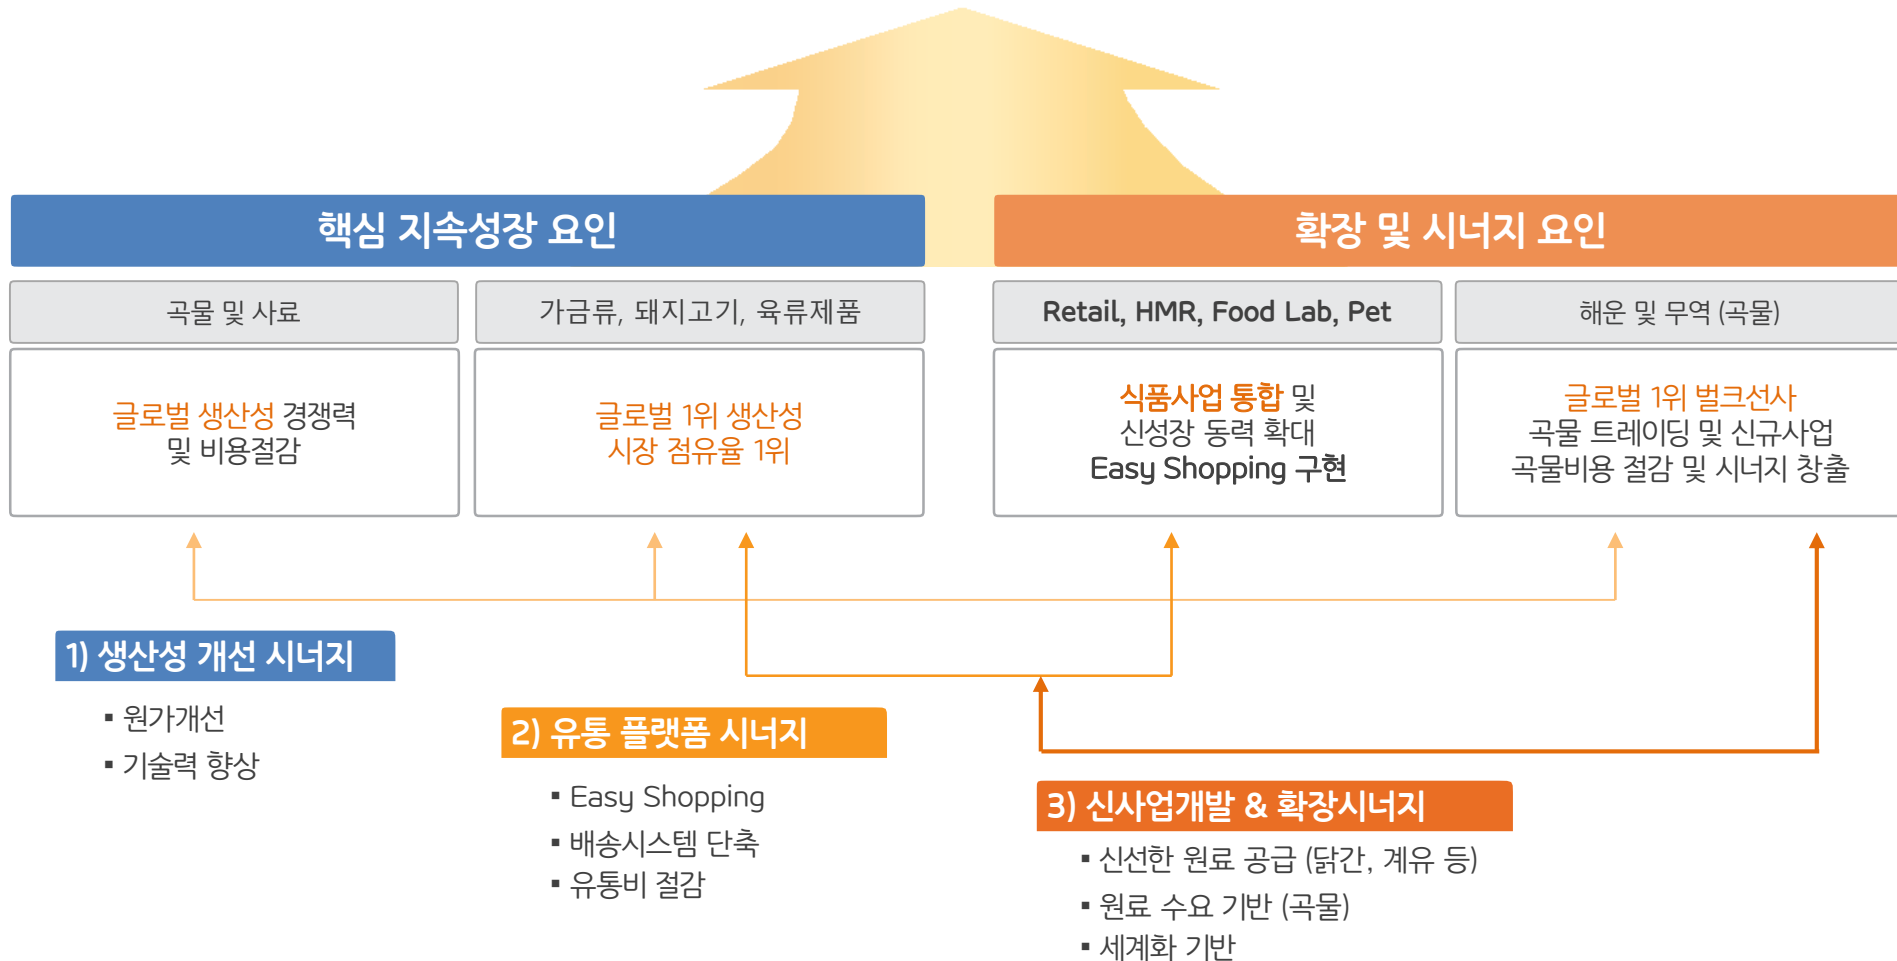 핵심 지속성장 요인
확장 및 시너지 요인
곡물 및 사료
가금류, 돼지고기, 육류제품
Retail, HMR, Food Lab, Pet
해운 및 무역 (곡물)
글로벌 생산성 경쟁력
및 비용절감
글로벌 1위 생산성
시장 점유율 1위
식품사업 통합 및
신성장 동력 확대
Easy Shopping 구현
글로벌 1위 벌크선사
곡물 트레이딩 및 신규사업
곡물비용 절감 및 시너지 창출
1) 생산성 개선 시너지
▪ 원가개선
▪ 기술력 향상
2) 유통 플랫폼 시너지
▪ Easy Shopping
▪ 배송시스템 단축
▪ 유통비 절감
3) 신사업개발 & 확장시너지
▪ 신선한 원료 공급 (닭간, 계유 등)
▪ 원료 수요 기반 (곡물)
▪ 세계화 기반